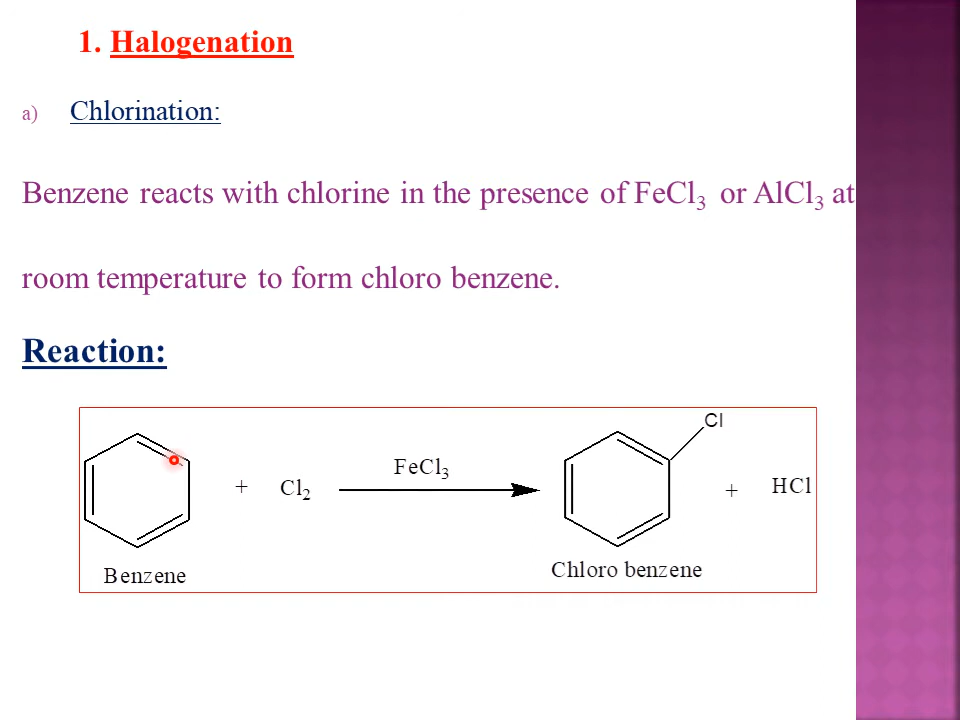 1. Halogenation
a) Chlorination:
Benzene reacts with chlorine in the presence of FeCl₃ or AlCl₃ at
room temperature to form chloro benzene.
Reaction:
Cl
+ Cl₂ FeCl₃ + HCl
Benzene Chloro benzene